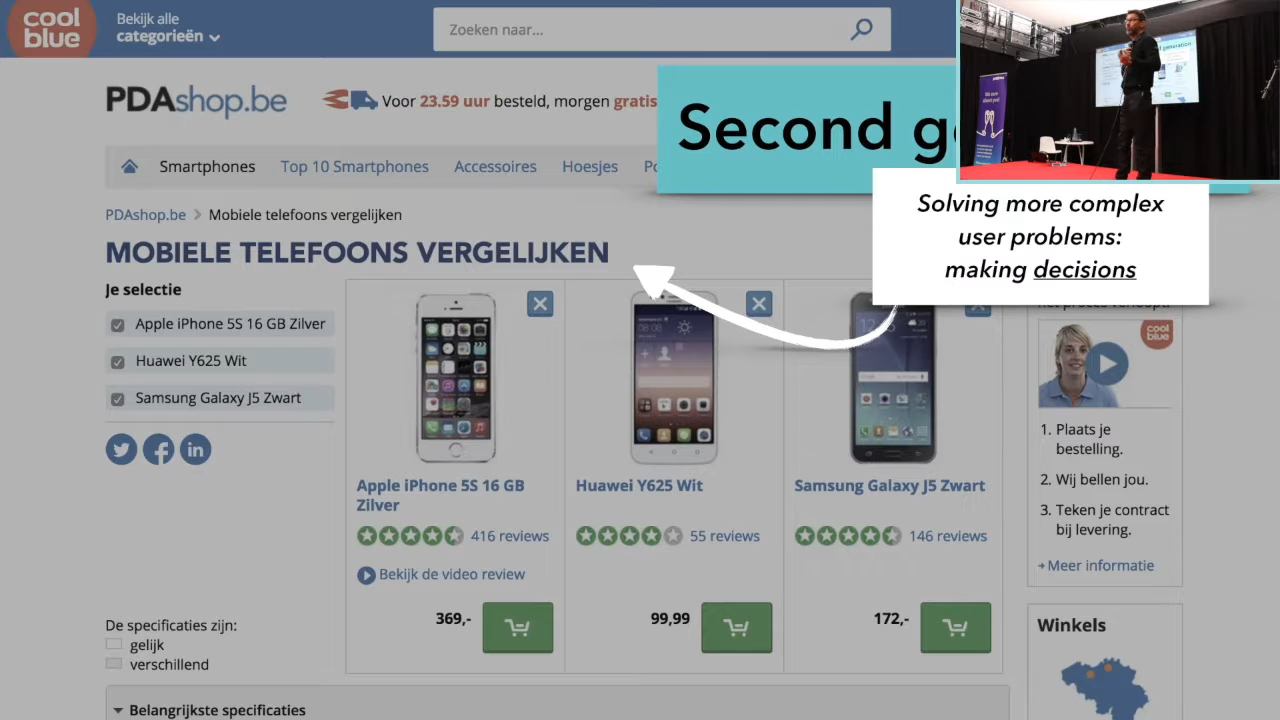 cool
blue
Bekijk alle
categorieën
Zoeken naar...
PDAshop.be
Voor 23.59 uur besteld, morgen gratis
Second
Solving more complex
user problems:
making decisions
Smartphones
Top 10 Smartphones
Accessoires
Hoesjes
PDAshop.be > Mobiele telefoons vergelijken
MOBIELE TELEFOONS VERGELIJKEN
Je selectie
Apple iPhone 5S 16 GB Zilver
Huawei Y625 Wit
Samsung Galaxy J5 Zwart
Apple iPhone 5S 16 GB
Zilver
416 reviews
Bekijk de video review
369,-
Huawei Y625 Wit
55 reviews
99,99
Samsung Galaxy J5 Zwart
146 reviews
172,-
De specificaties zijn:
gelijk
verschillend
Belangrijkste specificaties
cool
blue
1. Plaats je
bestelling.
2. Wij bellen jou.
3. Teken je contract
bij levering.
Meer informatie
Winkels